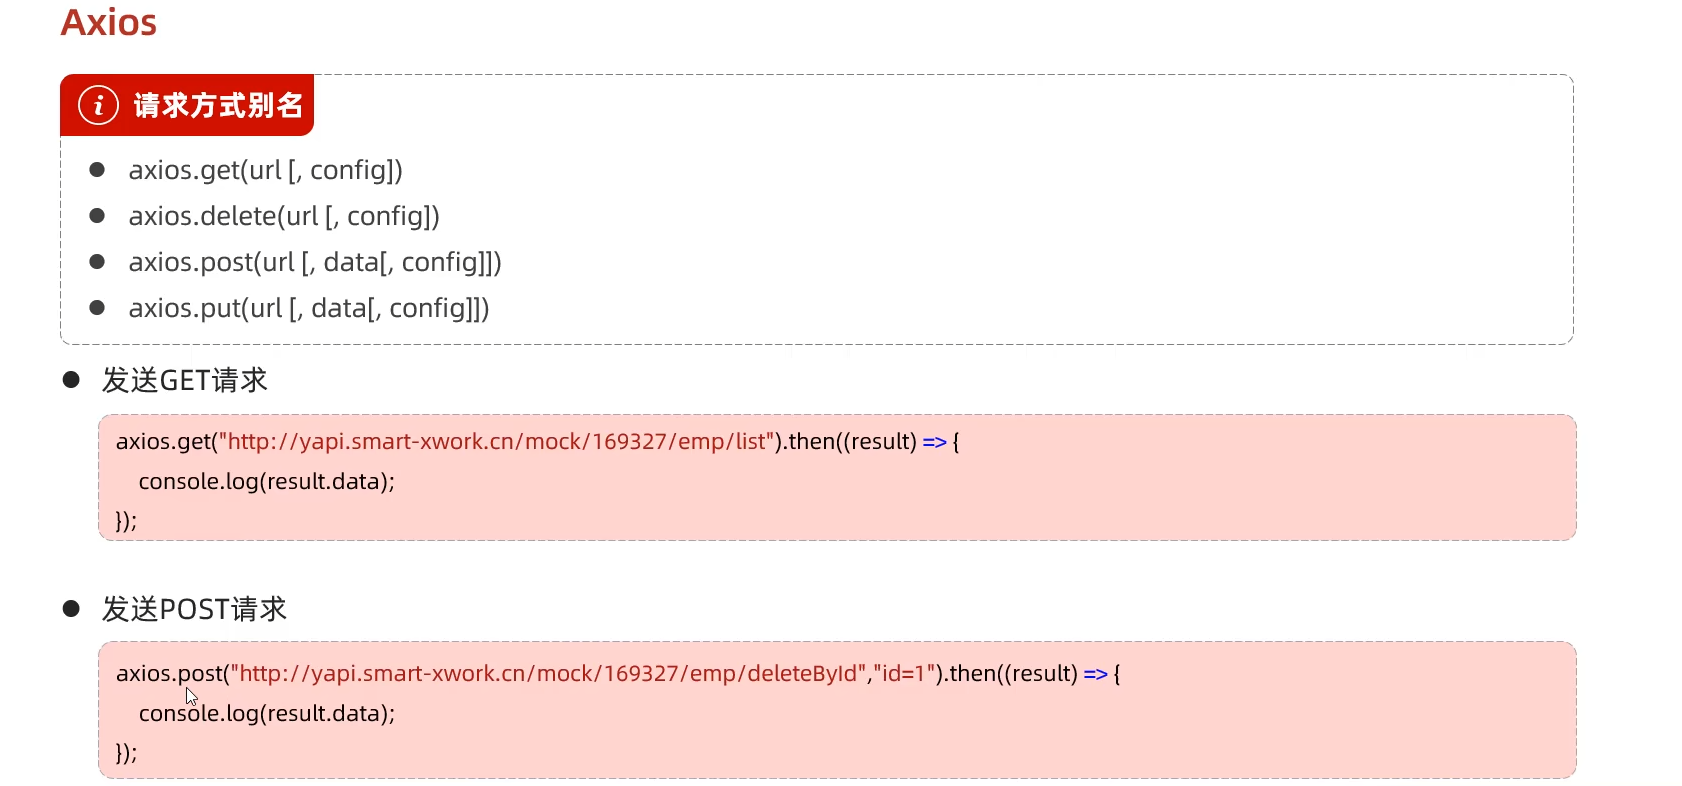 Axios
i 请求方式别名
● axios.get(url [, config])
● axios.delete(url [, config])
● axios.post(url [, data[, config]])
● axios.put(url [, data[, config]])
● 发送GET请求
axios.get("http://yapi.smart-xwork.cn/mock/169327/emp/list").then((result) => {
console.log(result.data);
});
● 发送POST请求
axios.post("http://yapi.smart-xwork.cn/mock/169327/emp/deleteById","id=1").then((result) => {
console.log(result.data);
});